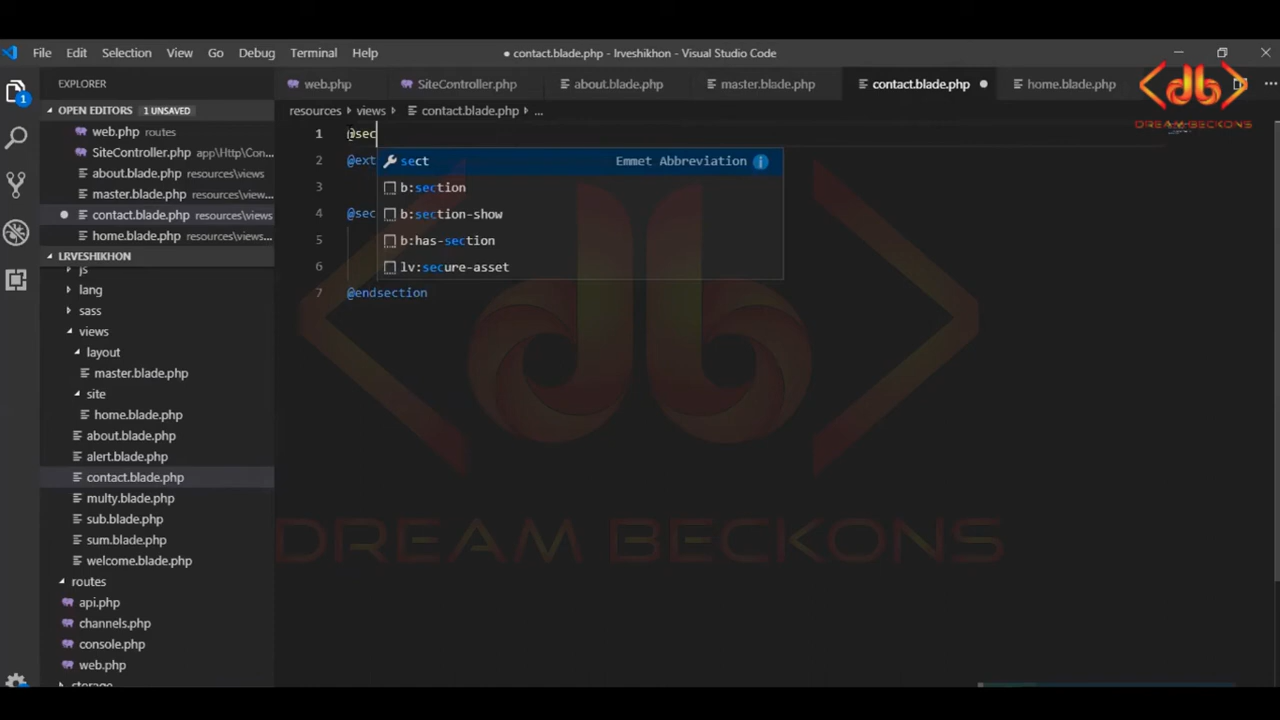 File Edit Selection View Go Debug Terminal Help
● contact.blade.php - lrveshikhon - Visual Studio Code
EXPLORER
web.php SiteController.php about.blade.php master.blade.php contact.blade.php home.blade.php
db
DREAM BECKONS
OPEN EDITORS 1 UNSAVED
web.php routes
SiteController.php app\Http\Con...
about.blade.php resources\views
master.blade.php resources\view...
contact.blade.php resources\views
home.blade.php resources\views...
LRVESHIKHON
js
lang
sass
views
layout
master.blade.php
site
home.blade.php
about.blade.php
alert.blade.php
contact.blade.php
multy.blade.php
sub.blade.php
sum.blade.php
welcome.blade.php
routes
api.php
channels.php
console.php
web.php
storage
1
resources > views > contact.blade.php > ...
1 @sec
2 @ext
3
4 @sec
5
6
7 @endsection
sect Emmet Abbreviation
b:section
b:section-show
b:has-section
lv:secure-asset
DREAM BECKONS